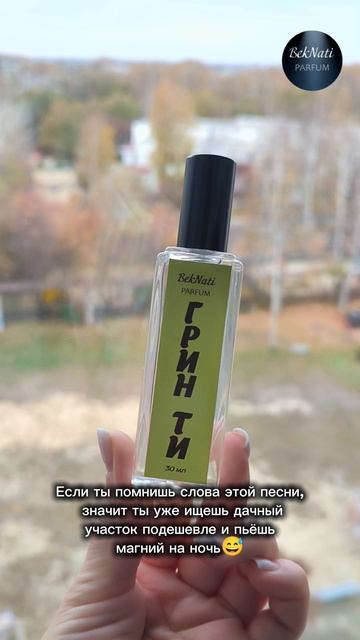 BekNati
PARFUM
BekNati
PARFUM
ГРИН ТИ
30 мл
Если ты помнишь слова этой песни,
значит ты уже ищешь дачный
участок подешевле и пьёшь
магний на ночь😅